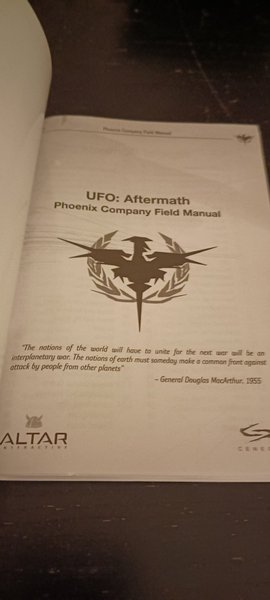 Phoenix Company Field Manual
UFO: Aftermath
Phoenix Company Field Manual
"The nations of the world will have to unite for the next war will be an
interplanetary war. The nations of earth must someday make a common front against
attack by people from other planets"
– General Douglas MacArthur, 1955
ALTAR
INTERACTIVE
CENE